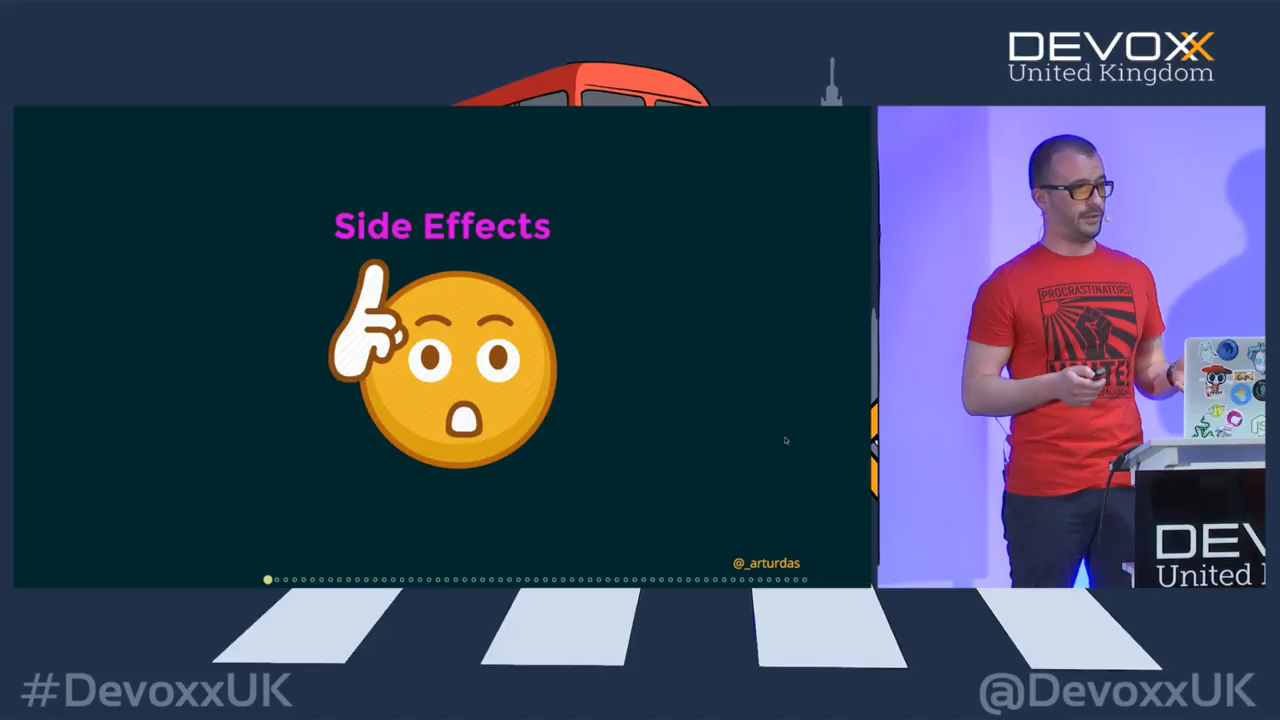 DEVOXX
United Kingdom
Side Effects
@_arturdas
PROCRASTINATORS
DEV
United
#DevoxxUK
@DevoxxUK